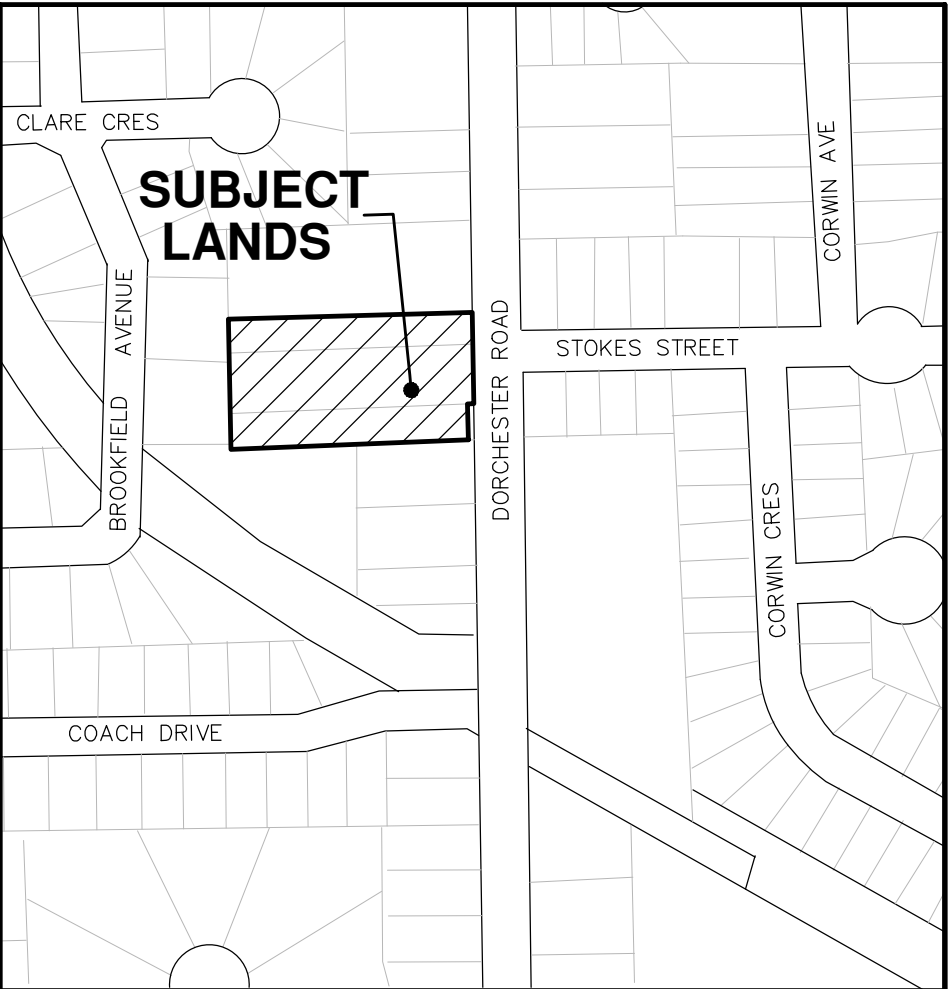 CLARE CRES
SUBJECT
LANDS
CORWIN AVE
BROOKFIELD AVENUE
DORCHESTER ROAD
STOKES STREET
CORWIN CRES
COACH DRIVE